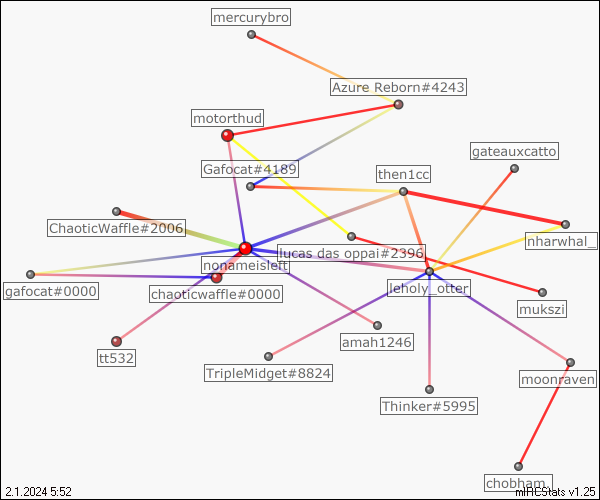 mercurybro
Azure Reborn#4243
motorthud
gateauxcatto
Gafocat#4189
then1cc
ChaoticWaffle#2006
nharwhal_
lucas das oppai#2396
nonameisleft
leholy_otter
gafocat#0000
chaoticwaffle#0000
mukszi
amah1246
tt532
TripleMidget#8824
moonraven
Thinker#5995
chobham_
2.1.2024 5:52
mIRCStats v1.25